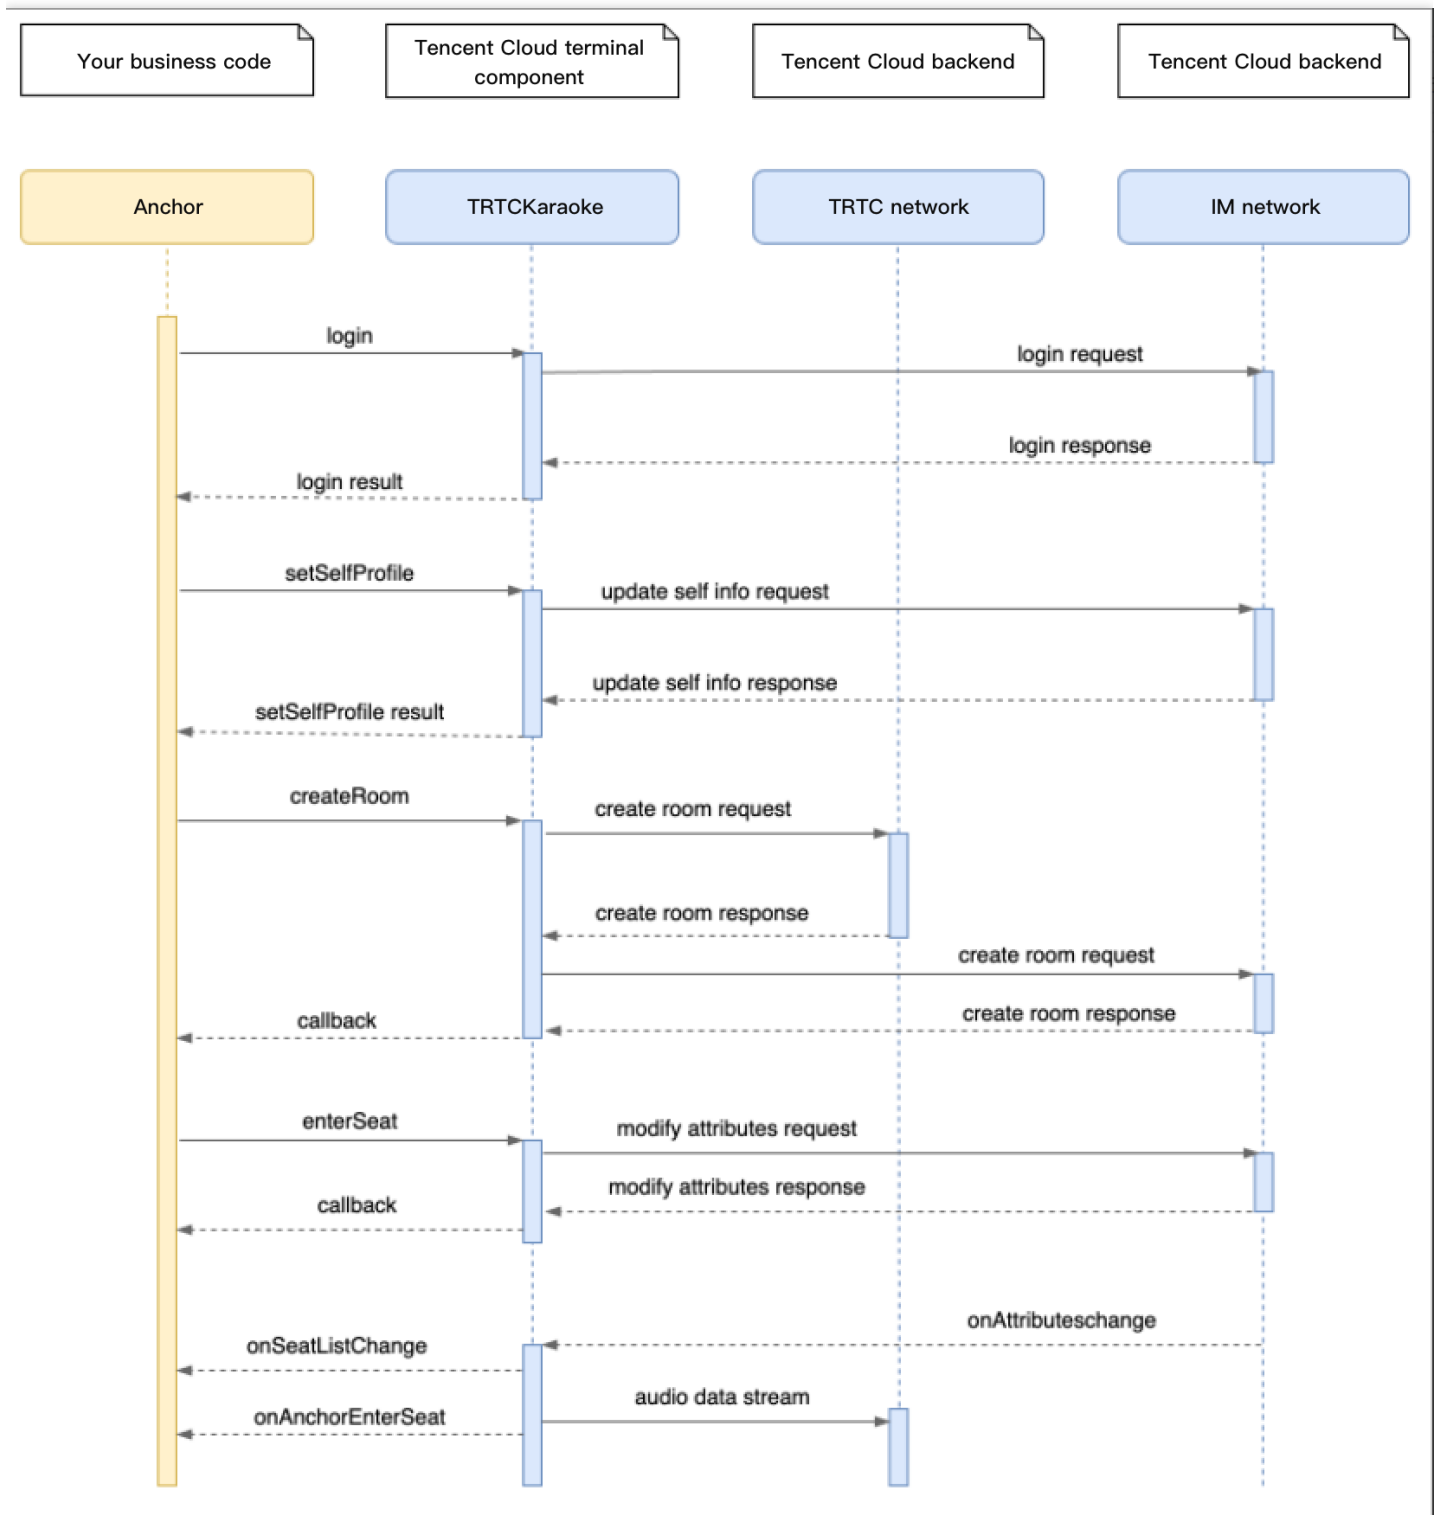 Your business code
Tencent Cloud terminal
component
Tencent Cloud backend
Tencent Cloud backend
Anchor
TRTCKaraoke
TRTC network
IM network
login
login request
login response
login result
setSelfProfile
update self info request
update self info response
setSelfProfile result
createRoom
create room request
create room response
create room request
create room response
callback
enterSeat
modify attributes request
modify attributes response
callback
onAttributeschange
onSeatListChange
audio data stream
onAnchorEnterSeat